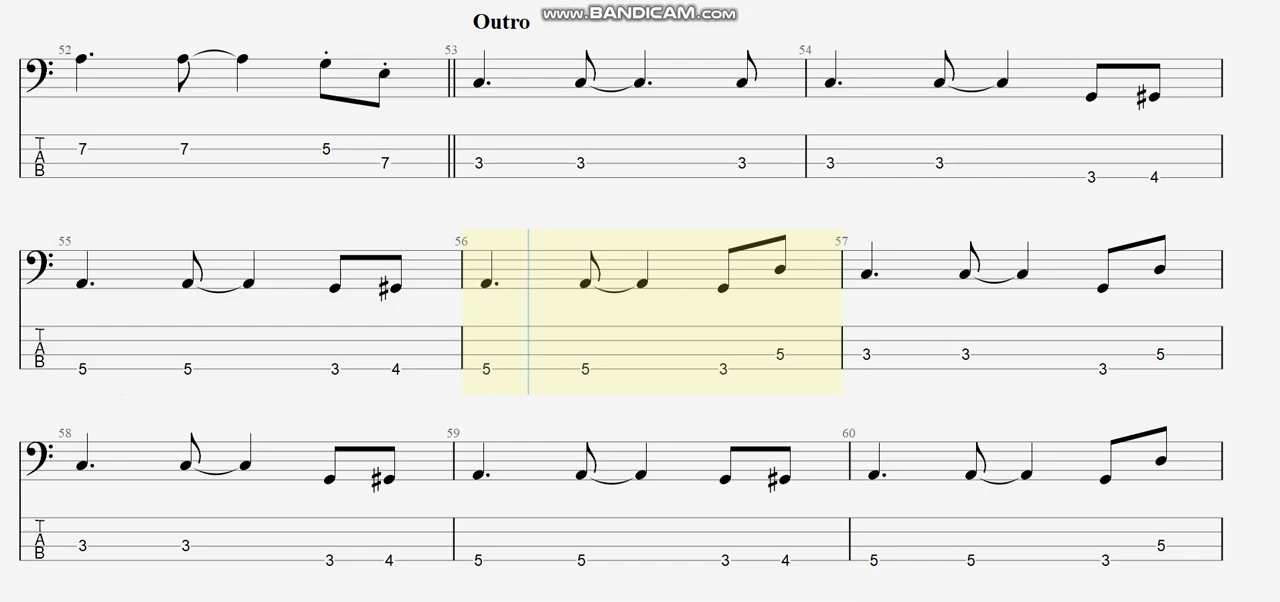 www.BANDICAM.com
Outro
52 53 54
T 7 7 5 7 3 3 3 3 3 3 4
A
B
55 56 57
T 5 5 3 4 5 5 3 5 3 3 3 5
A
B
58 59 60
T 3 3 3 4 5 5 3 4 5 5 3 5
A
B